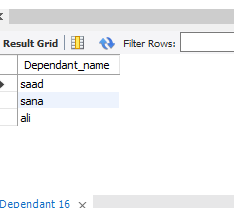 Result Grid Filter Rows:
Dependant_name
saad
sana
ali
Dependant 16